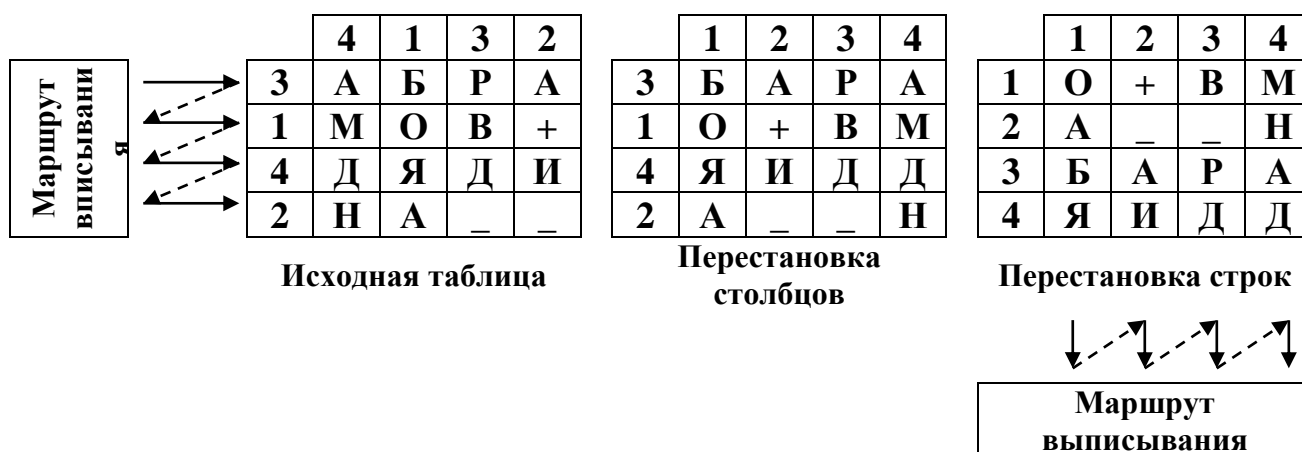 4 1 3 2 1 2 3 4 1 2 3 4
3 А Б Р А 3 Б А Р А 1 О + В М
1 М О В + 1 О + В М 2 А _ _ Н
4 Д Я Д И 4 Я И Д Д 3 Б А Р А
2 Н А _ _ 2 А _ _ Н 4 Я И Д Д
Маршрут
вписывани
я
Исходная таблица
Перестановка
столбцов
Перестановка строк
Маршрут
выписывания